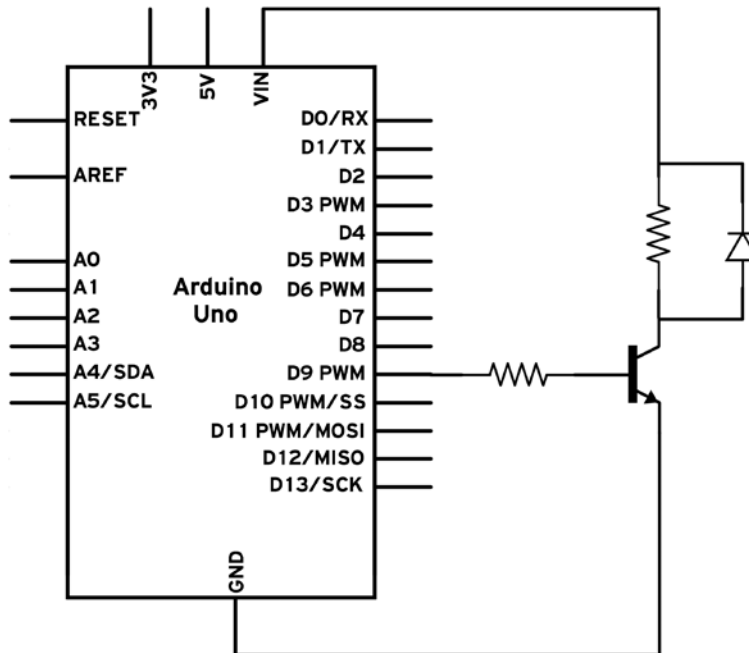 3V3
5V
VIN
RESET
AREF
A0
A1
A2
A3
A4/SDA
A5/SCL
Arduino
Uno
D0/RX
D1/TX
D2
D3 PWM
D4
D5 PWM
D6 PWM
D7
D8
D9 PWM
D10 PWM/SS
D11 PWM/MOSI
D12/MISO
D13/SCK
GND